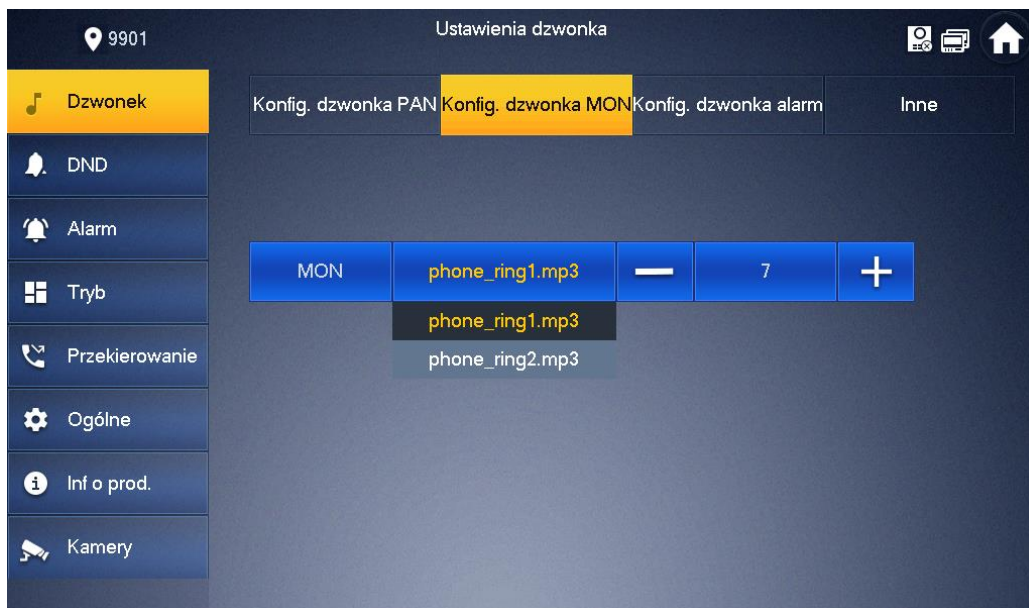 9901
Ustawienia dzwonka
Dzwonek
DND
Alarm
Tryb
Przekierowanie
Ogólne
Inf o prod.
Kamery
Konfig. dzwonka PAN
Konfig. dzwonka MON
Konfig. dzwonka alarm
Inne
MON
phone_ring1.mp3
7
phone_ring1.mp3
phone_ring2.mp3